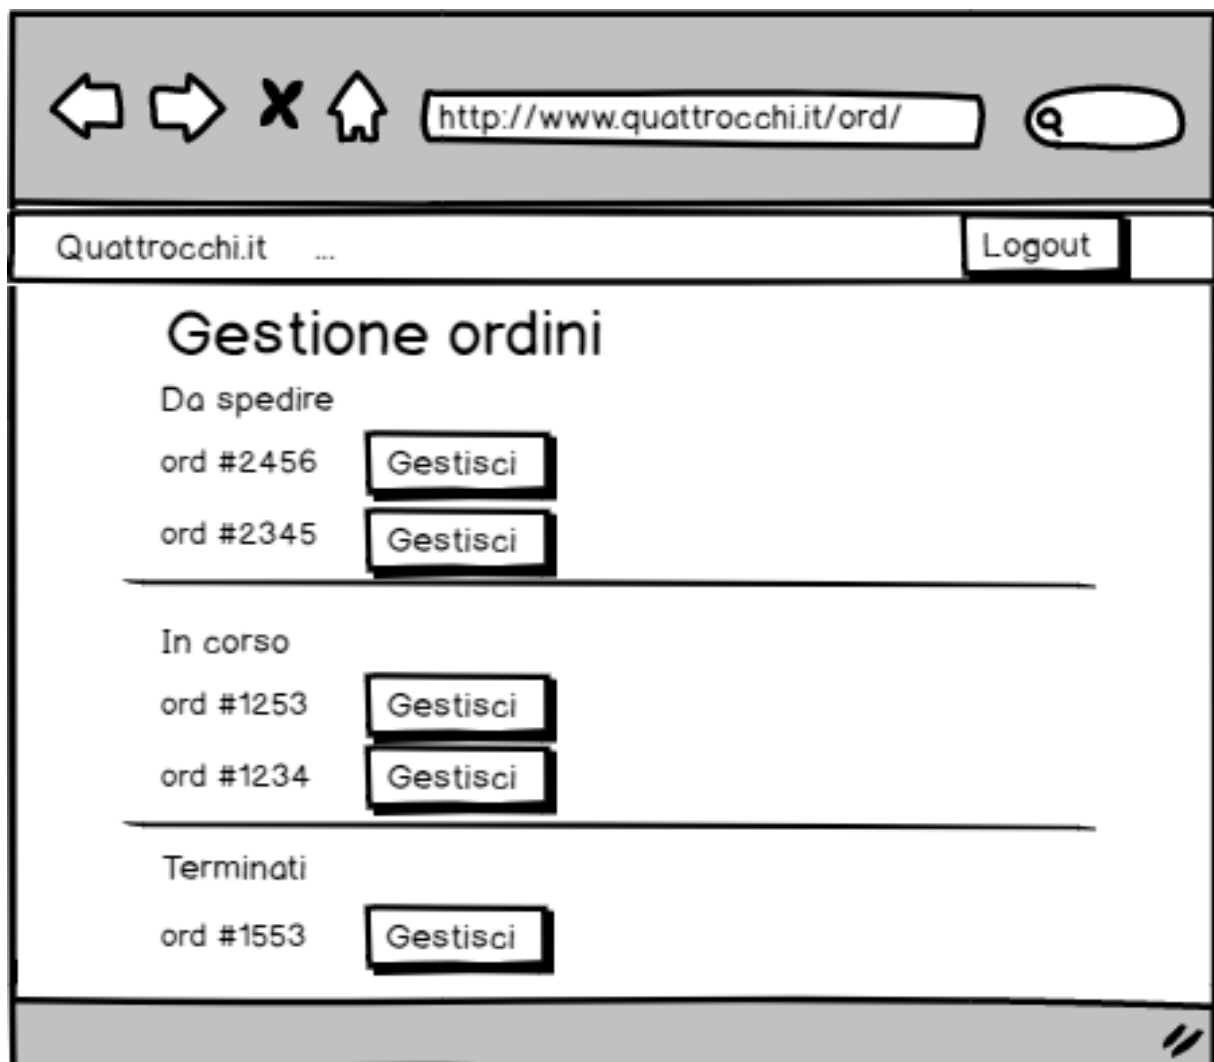 http://www.quattrocchi.it/ord/
Quattrocchi.it ... Logout
Gestione ordini
Da spedire
ord #2456 Gestisci
ord #2345 Gestisci
In corso
ord #1253 Gestisci
ord #1234 Gestisci
Terminati
ord #1553 Gestisci